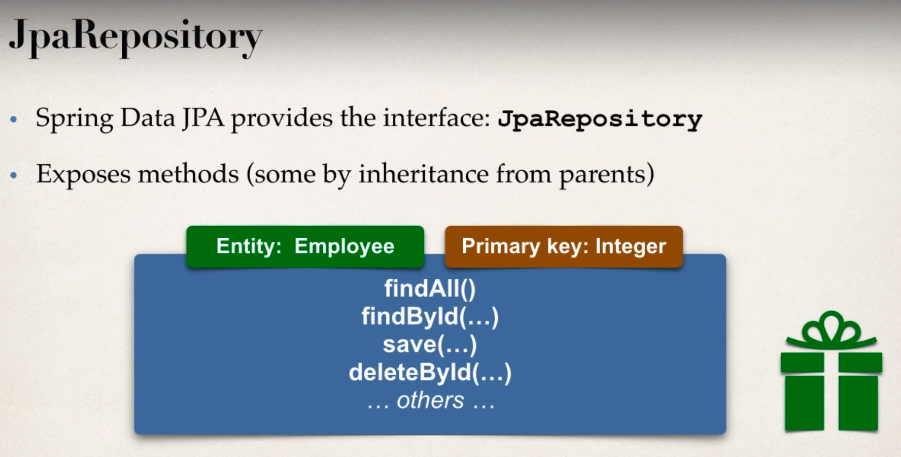 JpaRepository
• Spring Data JPA provides the interface: JpaRepository
• Exposes methods (some by inheritance from parents)
Entity: Employee
Primary key: Integer
findAll()
findById(…)
save(…)
deleteById(…)
… others …